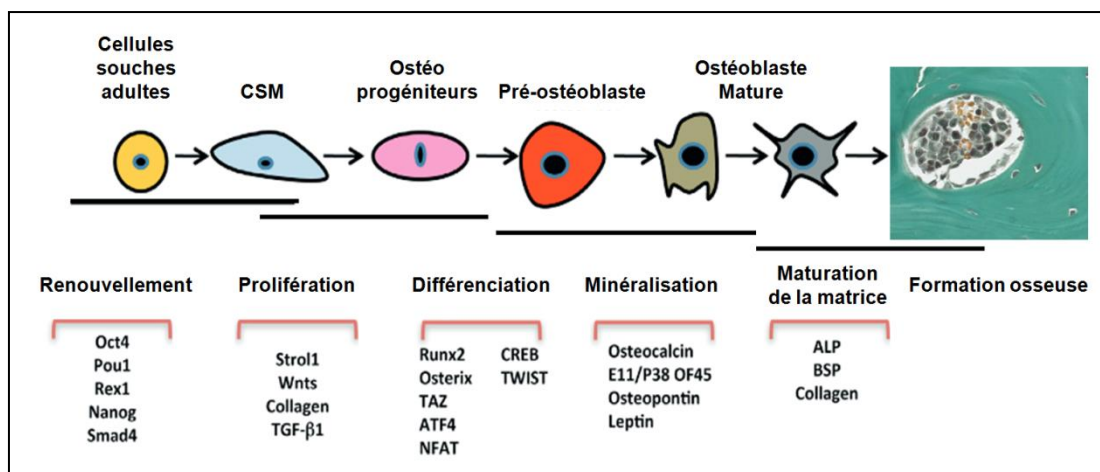 Cellules
souches
adultes
CSM
Ostéo
progéniteurs
Pré-ostéoblaste
Ostéoblaste
Mature
Renouvellement
Prolifération
Différenciation
Minéralisation
Maturation
de la matrice
Formation osseuse
Oct4
Pou1
Rex1
Nanog
Smad4
Strol1
Wnts
Collagen
TGF-β1
Runx2
Osterix
TAZ
ATF4
NFAT
CREB
TWIST
Osteocalcin
E11/P38 OF45
Osteopontin
Leptin
ALP
BSP
Collagen